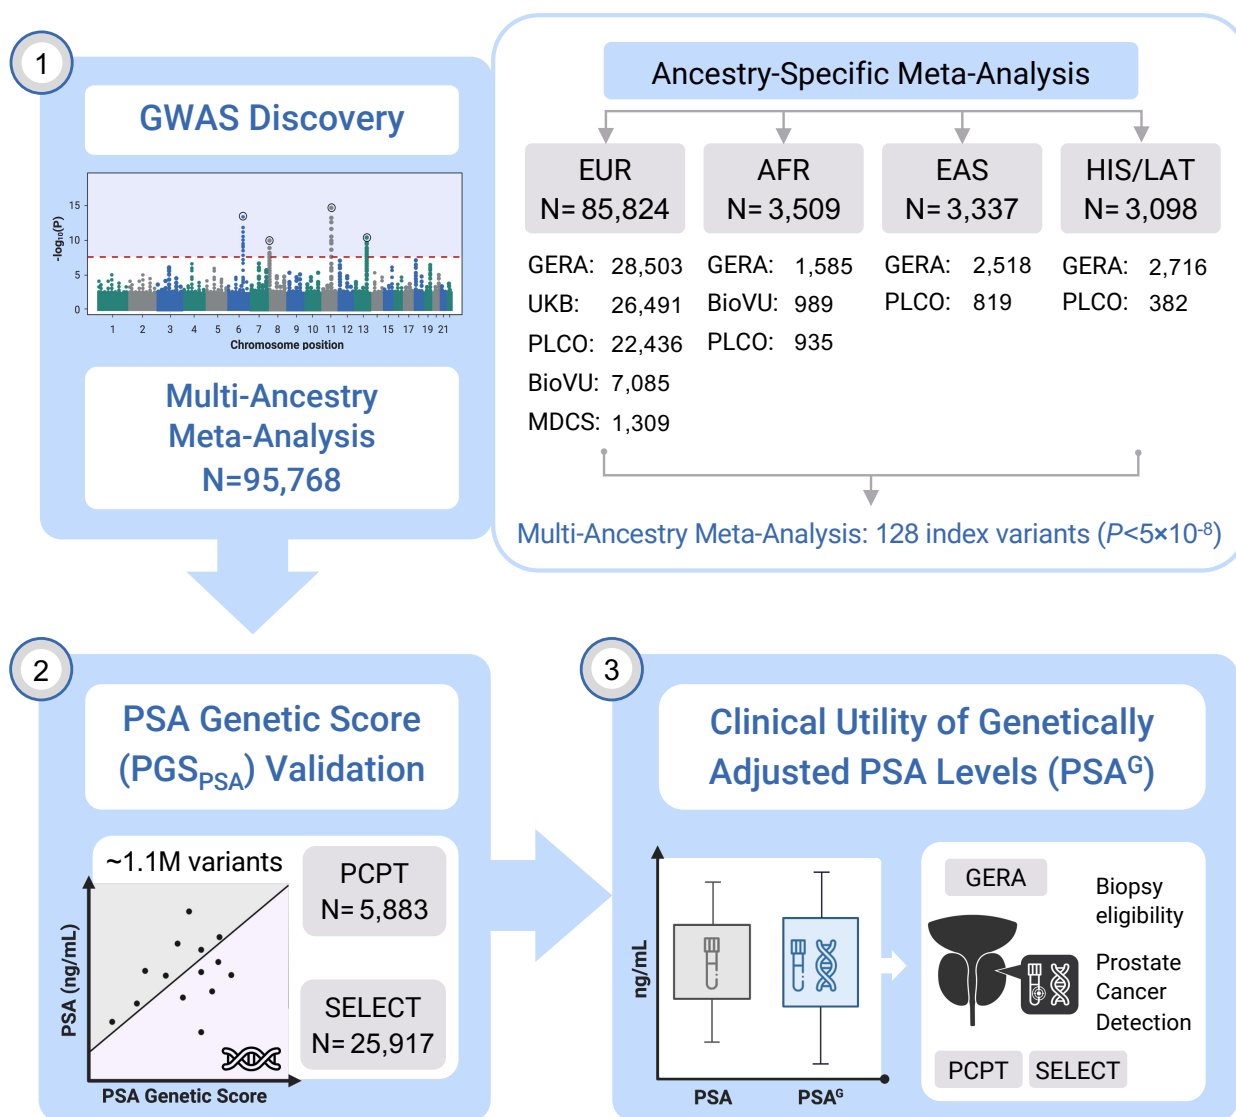 1
GWAS Discovery
-log₁₀(P)
15
10
5
0
1 2 3 4 5 6 7 8 9 10 11 12 13 15 17 19 21
Chromosome position
Multi-Ancestry
Meta-Analysis
N=95,768
Ancestry-Specific Meta-Analysis
EUR
N= 85,824
GERA: 28,503
UKB: 26,491
PLCO: 22,436
BioVU: 7,085
MDCS: 1,309
AFR
N= 3,509
GERA: 1,585
BioVU: 989
PLCO: 935
EAS
N= 3,337
GERA: 2,518
PLCO: 819
HIS/LAT
N= 3,098
GERA: 2,716
PLCO: 382
Multi-Ancestry Meta-Analysis: 128 index variants (P<5×10⁻⁸)
2
PSA Genetic Score
(PGS_PSA) Validation
~1.1M variants
PSA (ng/mL)
PSA Genetic Score
PCPT
N= 5,883
SELECT
N= 25,917
3
Clinical Utility of Genetically
Adjusted PSA Levels (PSAᴳ)
ng/mL
PSA
PSAᴳ
GERA
Biopsy
eligibility
Prostate
Cancer
Detection
PCPT
SELECT